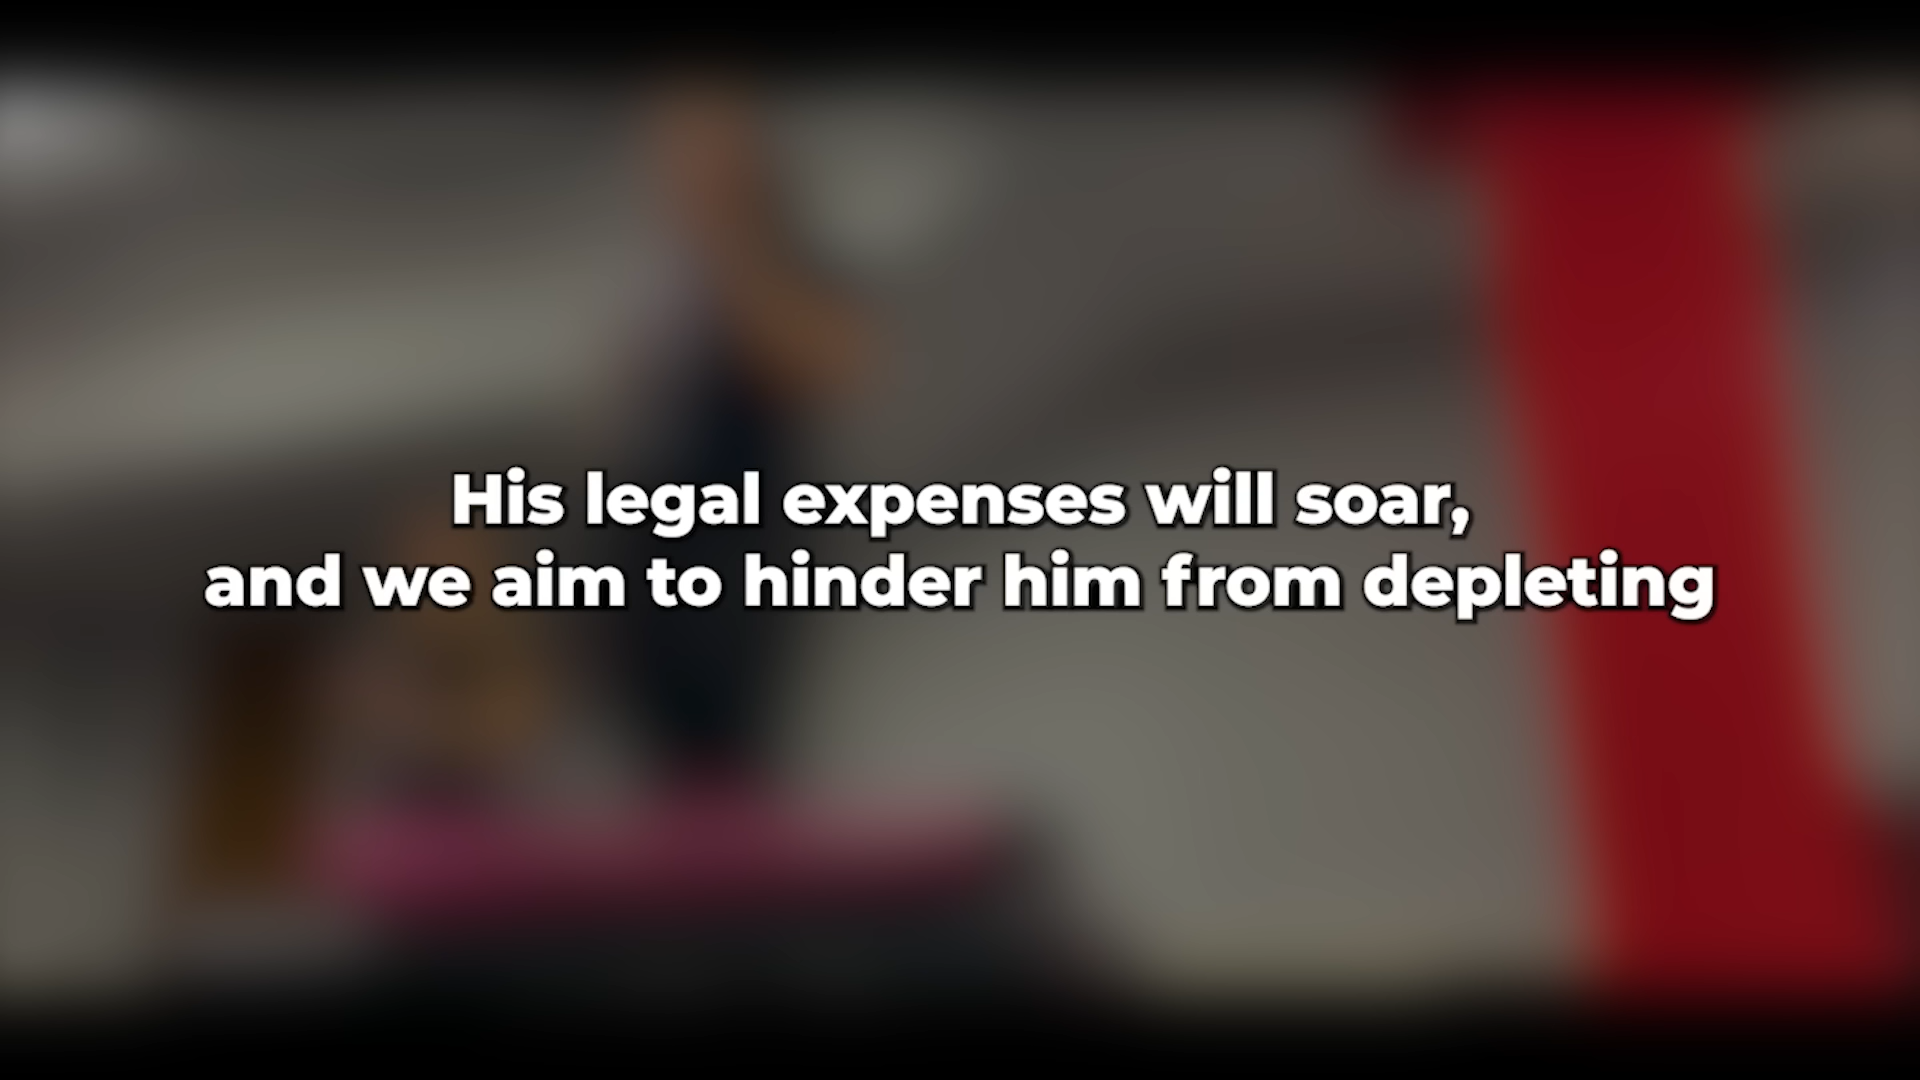 His legal expenses will soar,
and we aim to hinder him from depleting